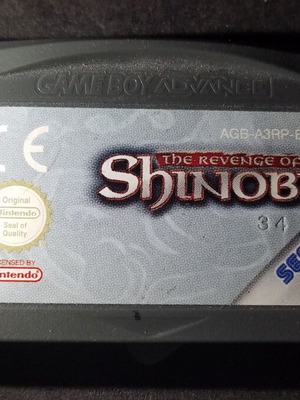 GAME BOY ADVANCE
CE
AGB-A3RP-E
THE REVENGE OF
SHINOBI
34
Original
Nintendo
Seal of
Quality
LICENSED BY
Nintendo
SEG